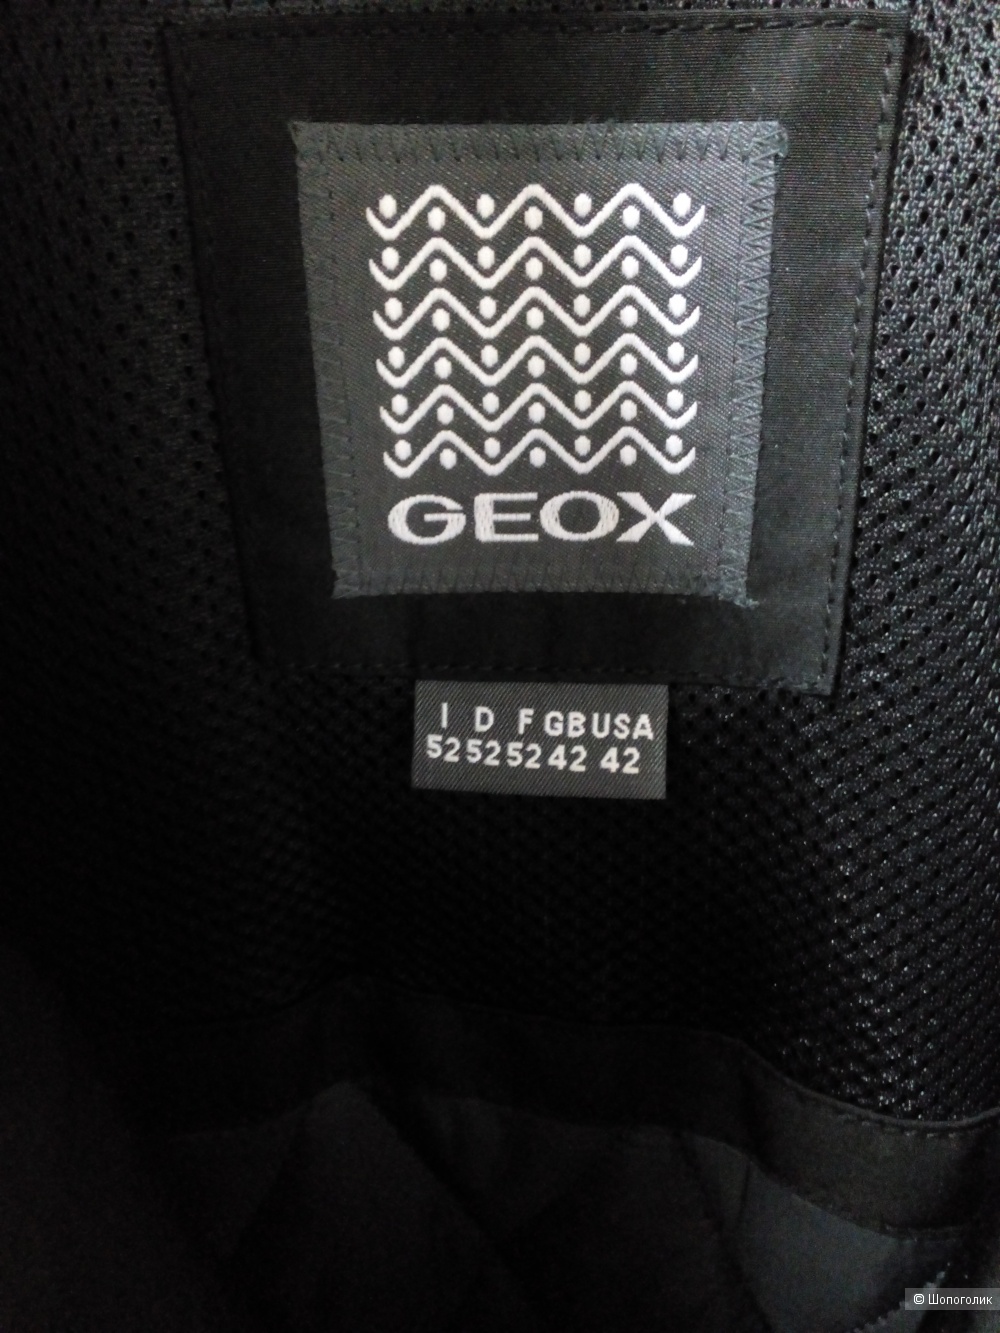 GEOX
I D F GB USA
52 52 52 42 42
© Шопоголик